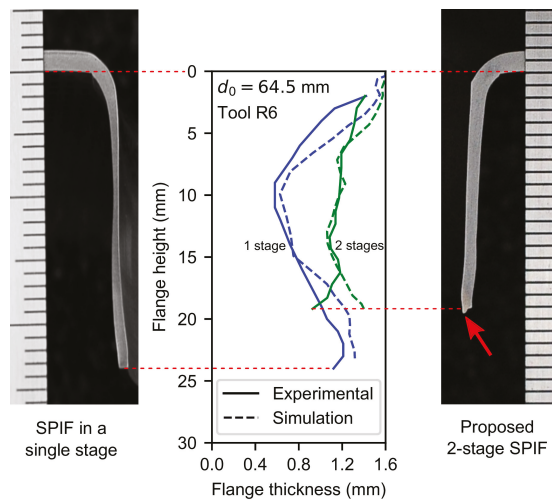 0
5
10
15
20
25
30
Flange height (mm)
d₀ = 64.5 mm
Tool R6
1 stage
2 stages
Experimental
Simulation
0.0 0.4 0.8 1.2 1.6
Flange thickness (mm)
SPIF in a
single stage
Proposed
2-stage SPIF